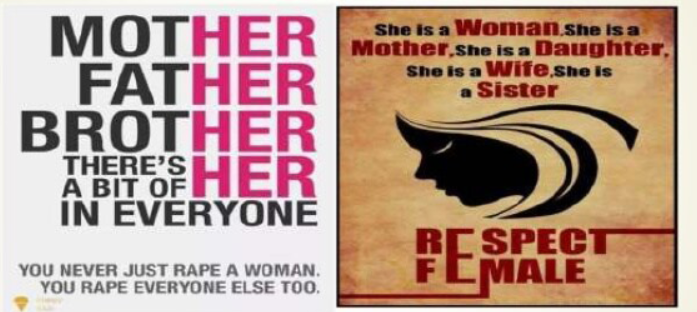 MOTHER
FATHER
BROTHER
THERE'S
A BIT OF HER
IN EVERYONE
YOU NEVER JUST RAPE A WOMAN.
YOU RAPE EVERYONE ELSE TOO.
She is a Woman,She is a
Mother,She is a Daughter,
She is a Wife,She is
a Sister
RESPECT
FEMALE